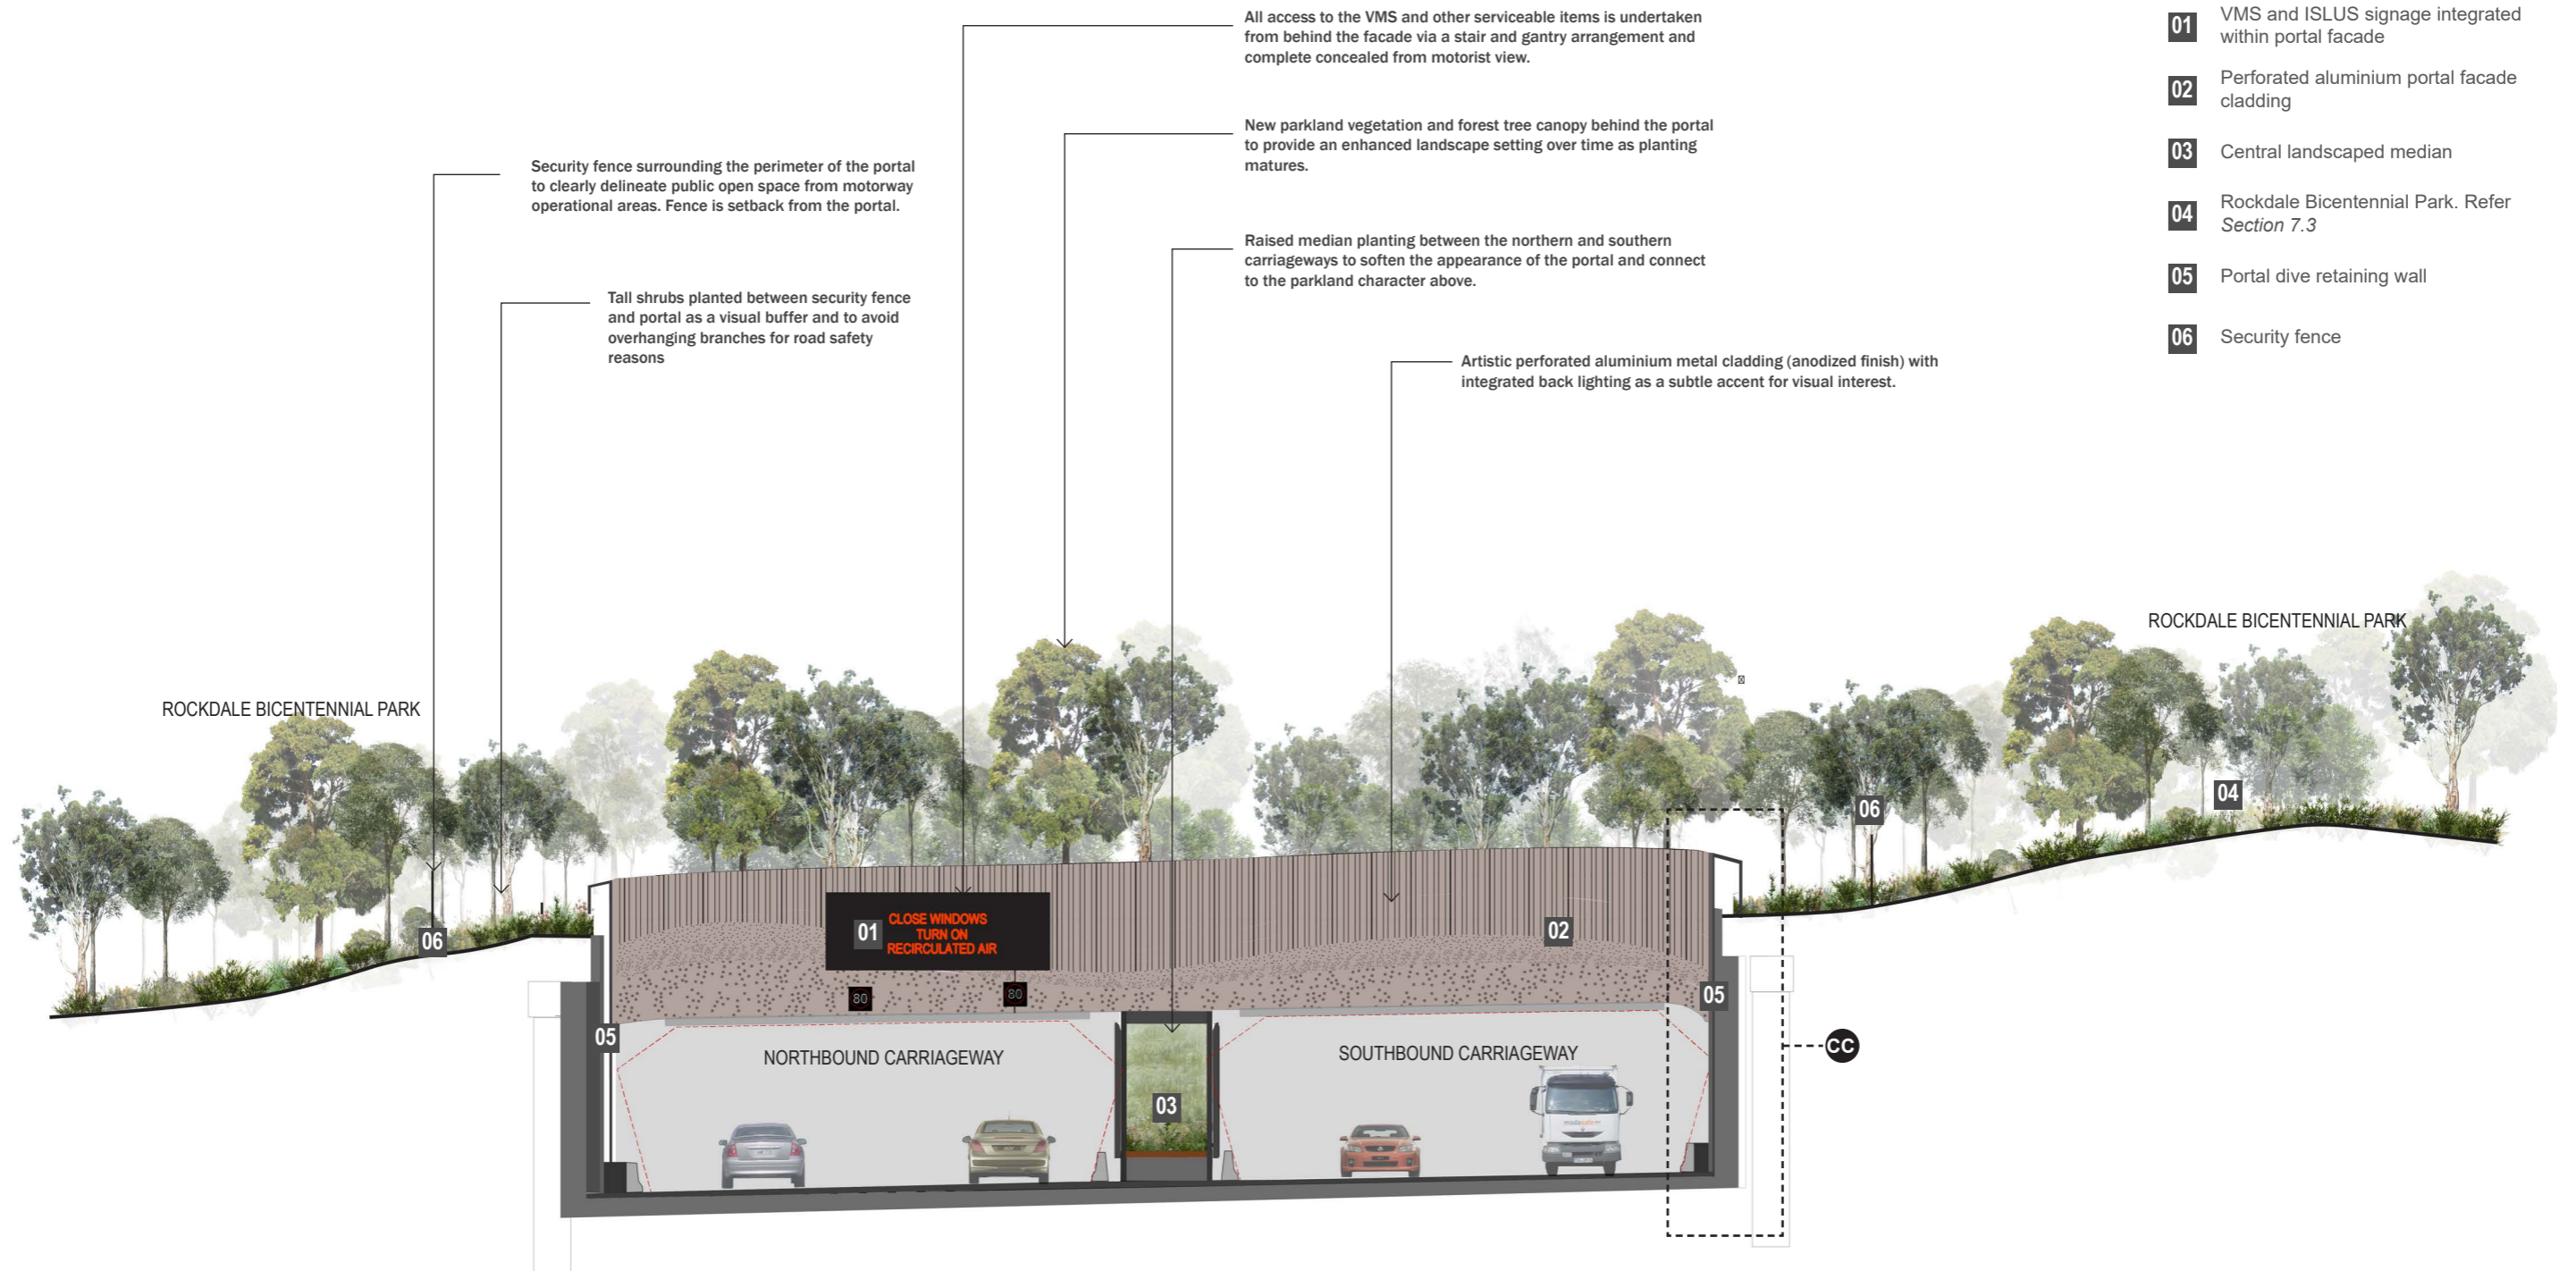 All access to the VMS and other serviceable items is undertaken
from behind the facade via a stair and gantry arrangement and
complete concealed from motorist view.
New parkland vegetation and forest tree canopy behind the portal
to provide an enhanced landscape setting over time as planting
matures.
Security fence surrounding the perimeter of the portal
to clearly delineate public open space from motorway
operational areas. Fence is setback from the portal.
Raised median planting between the northern and southern
carriageways to soften the appearance of the portal and connect
to the parkland character above.
Tall shrubs planted between security fence
and portal as a visual buffer and to avoid
overhanging branches for road safety
reasons
Artistic perforated aluminium metal cladding (anodized finish) with
integrated back lighting as a subtle accent for visual interest.
01 VMS and ISLUS signage integrated
within portal facade
02 Perforated aluminium portal facade
cladding
03 Central landscaped median
04 Rockdale Bicentennial Park. Refer
Section 7.3
05 Portal dive retaining wall
06 Security fence
ROCKDALE BICENTENNIAL PARK
ROCKDALE BICENTENNIAL PARK
04
06
06
01
CLOSE WINDOWS
TURN ON
RECIRCULATED AIR
02
80
80
05
05
NORTHBOUND CARRIAGEWAY
SOUTHBOUND CARRIAGEWAY
CC
03